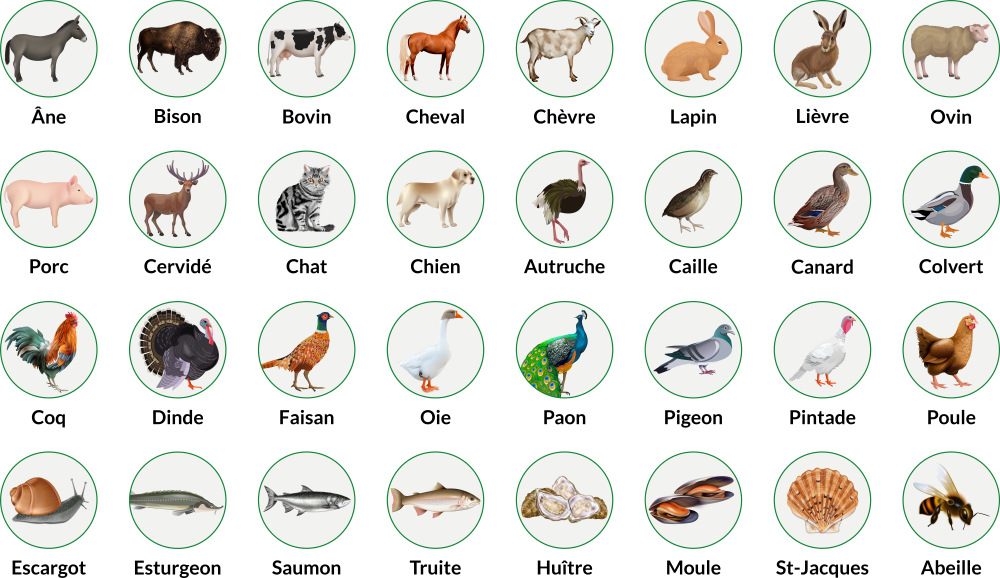 Âne
Bison
Bovin
Cheval
Chèvre
Lapin
Lièvre
Ovin
Porc
Cervidé
Chat
Chien
Autruche
Caille
Canard
Colvert
Coq
Dinde
Faisan
Oie
Paon
Pigeon
Pintade
Poule
Escargot
Esturgeon
Saumon
Truite
Huître
Moule
St-Jacques
Abeille